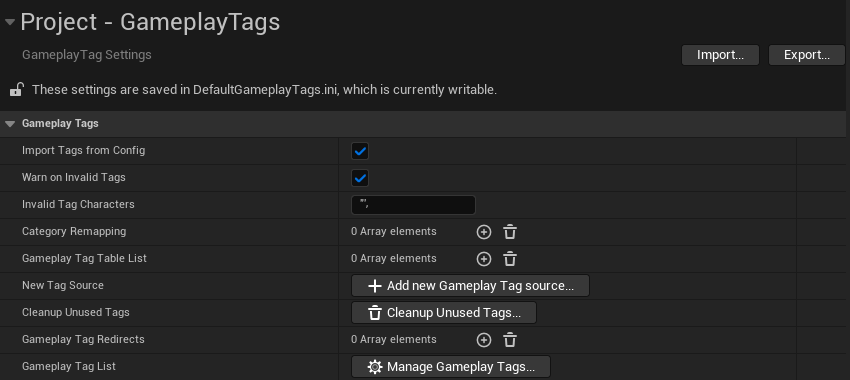 Project - GameplayTags
GameplayTag Settings
Import...
Export...
These settings are saved in DefaultGameplayTags.ini, which is currently writable.
Gameplay Tags
Import Tags from Config
Warn on Invalid Tags
Invalid Tag Characters "',
Category Remapping 0 Array elements
Gameplay Tag Table List 0 Array elements
New Tag Source Add new Gameplay Tag source...
Cleanup Unused Tags Cleanup Unused Tags...
Gameplay Tag Redirects 0 Array elements
Gameplay Tag List Manage Gameplay Tags...